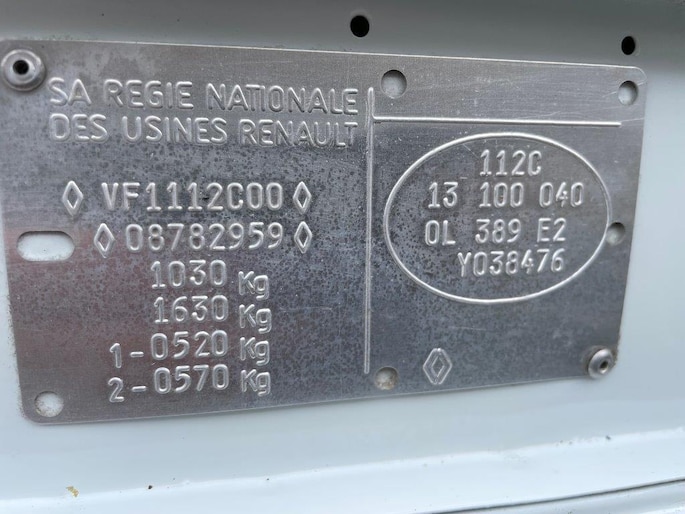 SA REGIE NATIONALE
DES USINES RENAULT
◊ VF1112C00 ◊
◊ 08782959 ◊
1030 Kg
1630 Kg
1-0520 Kg
2-0570 Kg
112C
13 100 040
0L 389 E2
Y038476